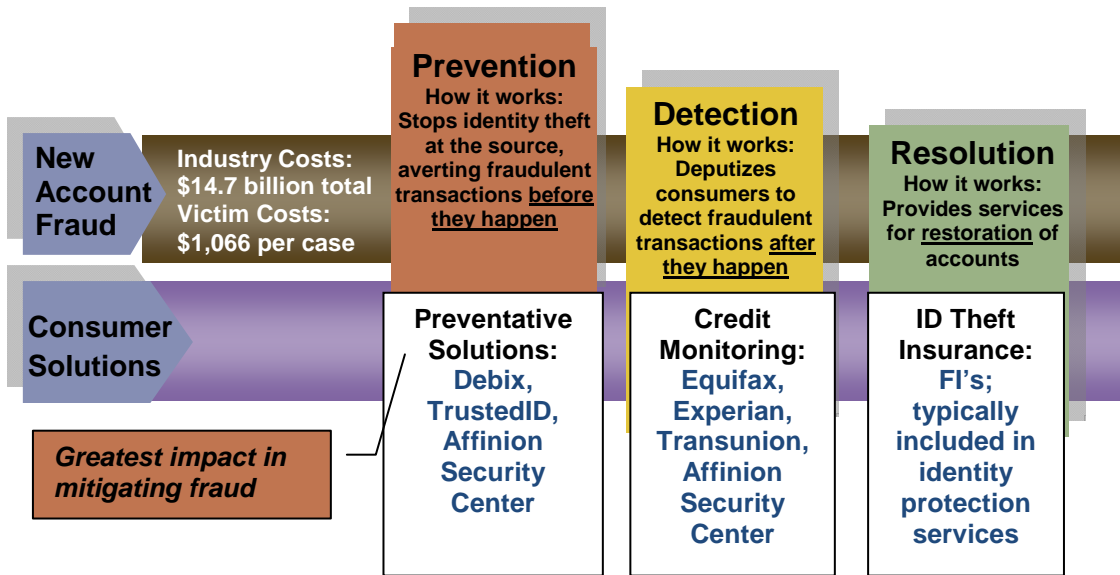 New
Account
Fraud
Industry Costs:
$14.7 billion total
Victim Costs:
$1,066 per case
Prevention
How it works:
Stops identity theft
at the source,
averting fraudulent
transactions before
they happen
Detection
How it works:
Deputizes
consumers to
detect fraudulent
transactions after
they happen
Resolution
How it works:
Provides services
for restoration of
accounts
Consumer
Solutions
Preventative
Solutions:
Debix,
TrustedID,
Affinion
Security
Center
Credit
Monitoring:
Equifax,
Experian,
Transunion,
Affinion
Security
Center
ID Theft
Insurance:
FI's;
typically
included in
identity
protection
services
Greatest impact in
mitigating fraud